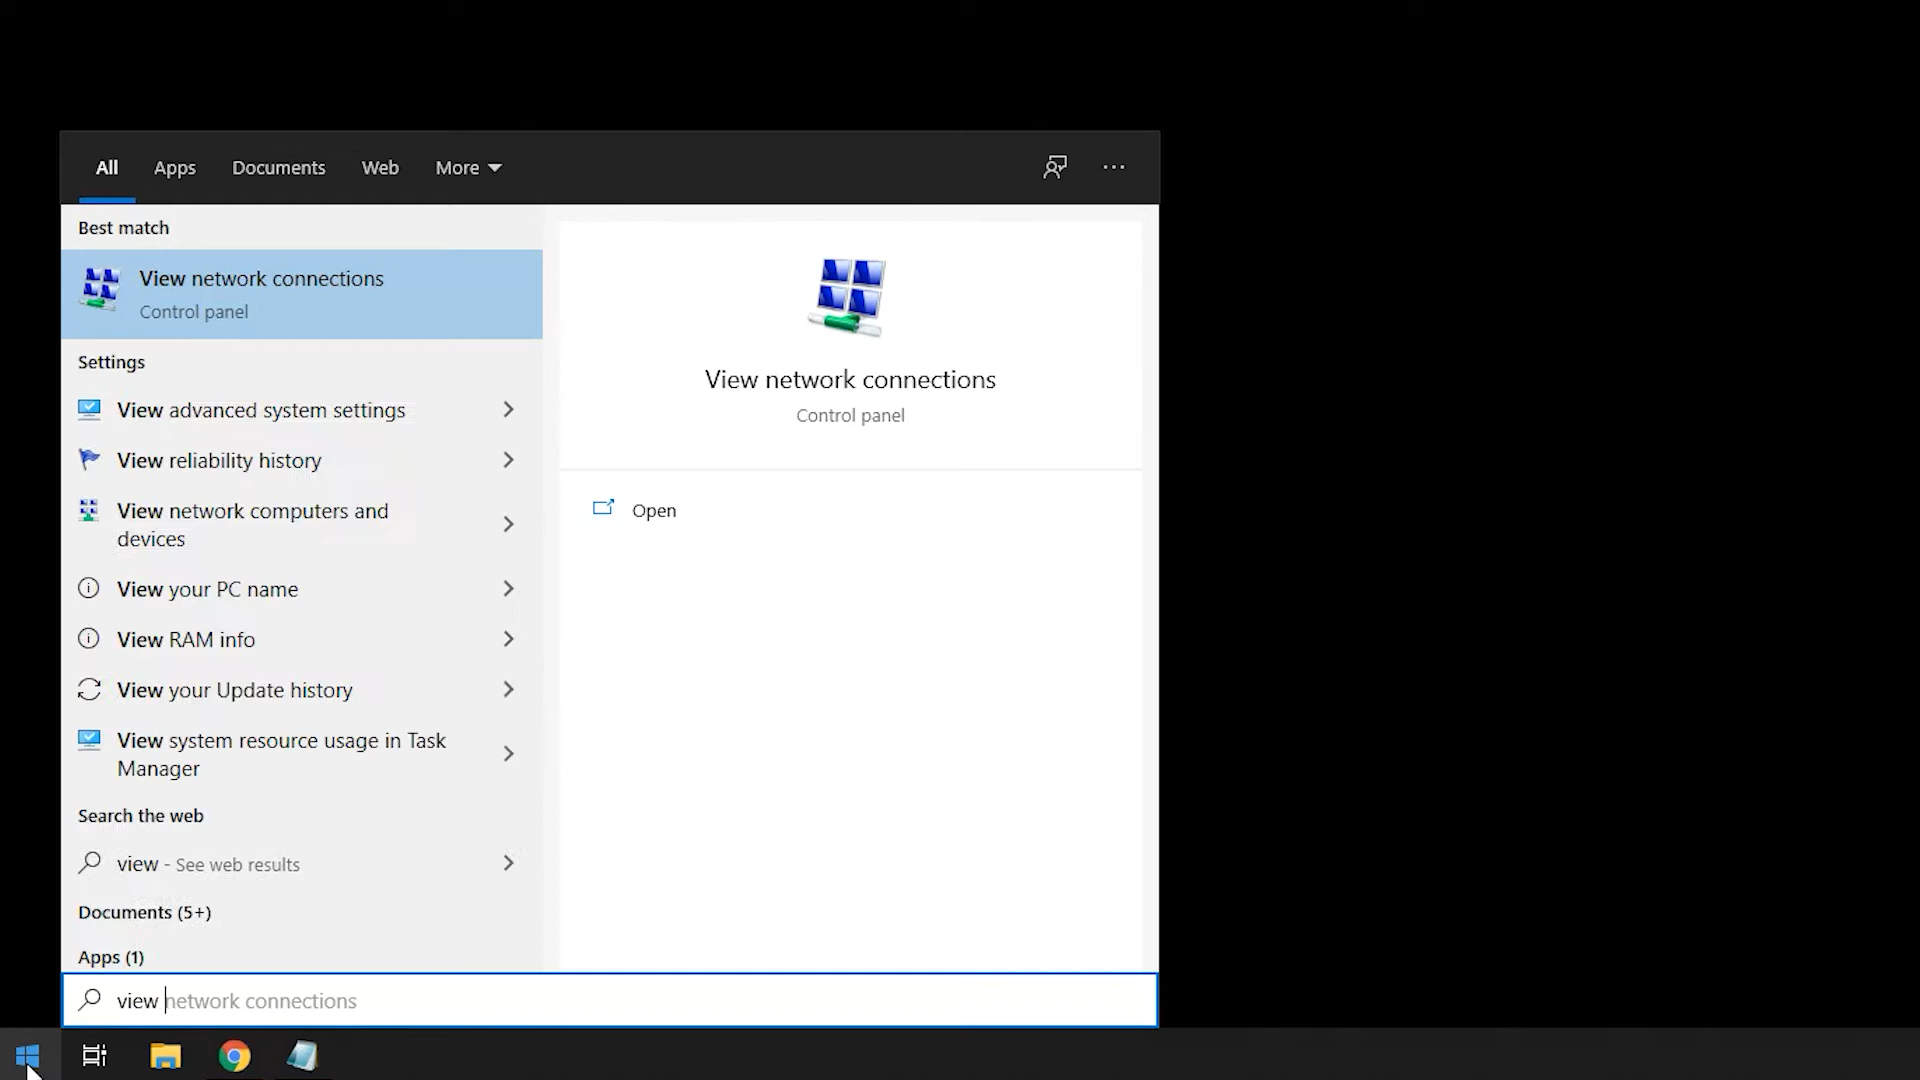 All Apps Documents Web More
Best match
View network connections
Control panel
Settings
View advanced system settings
View reliability history
View network computers and
devices
View your PC name
View RAM info
View your Update history
View system resource usage in Task
Manager
Search the web
view - See web results
Documents (5+)
Apps (1)
view network connections
View network connections
Control panel
Open